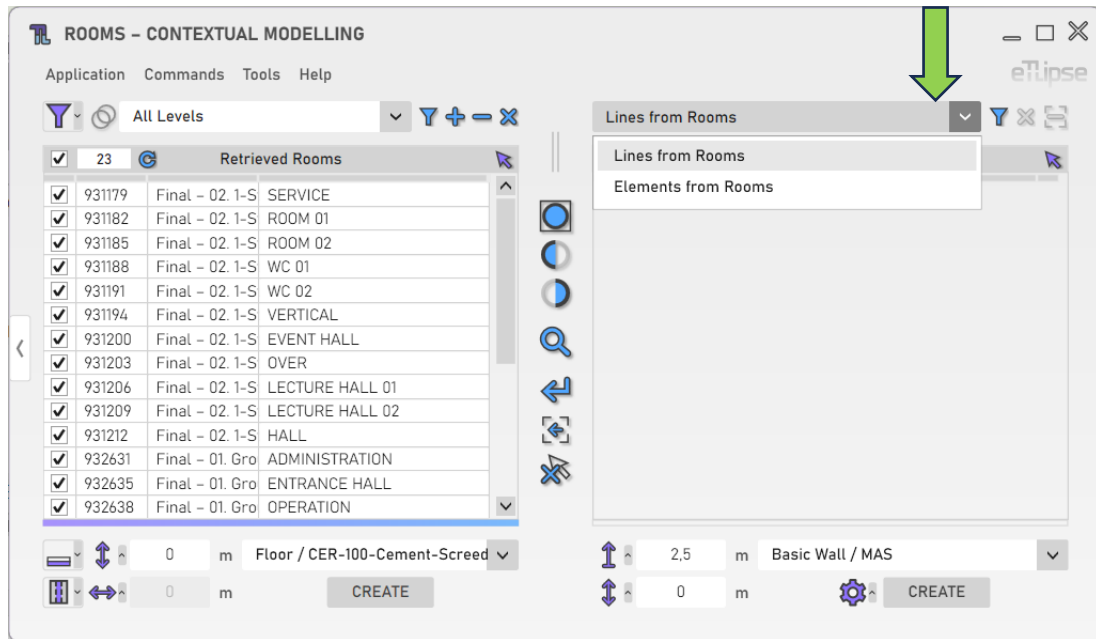 ROOMS – CONTEXTUAL MODELLING
Application Commands Tools Help
eTLipse
All Levels
Lines from Rooms
23 Retrieved Rooms
Lines from Rooms
Elements from Rooms
931179 Final – 02. 1-S SERVICE
931182 Final – 02. 1-S ROOM 01
931185 Final – 02. 1-S ROOM 02
931188 Final – 02. 1-S WC 01
931191 Final – 02. 1-S WC 02
931194 Final – 02. 1-S VERTICAL
931200 Final – 02. 1-S EVENT HALL
931203 Final – 02. 1-S OVER
931206 Final – 02. 1-S LECTURE HALL 01
931209 Final – 02. 1-S LECTURE HALL 02
931212 Final – 02. 1-S HALL
932631 Final – 01. Gro ADMINISTRATION
932635 Final – 01. Gro ENTRANCE HALL
932638 Final – 01. Gro OPERATION
0 m Floor / CER-100-Cement-Screed
2,5 m Basic Wall / MAS
0 m CREATE
0 m CREATE